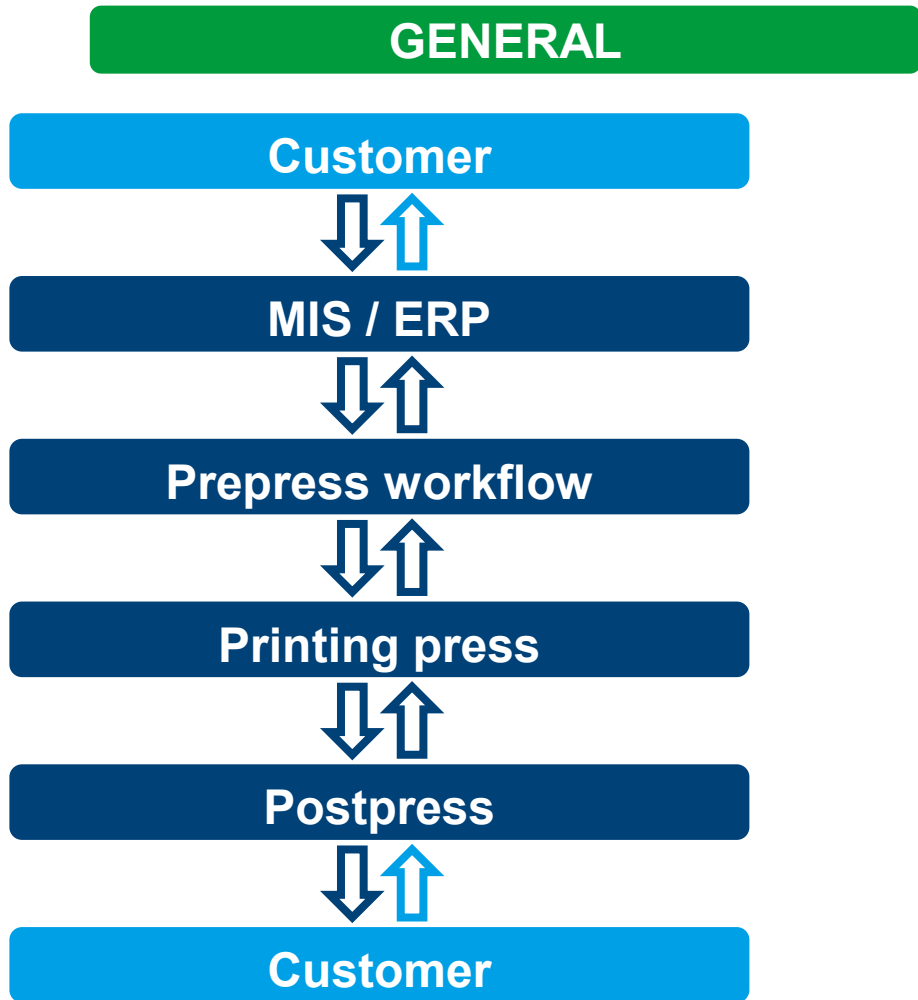 GENERAL
Customer
MIS / ERP
Prepress workflow
Printing press
Postpress
Customer